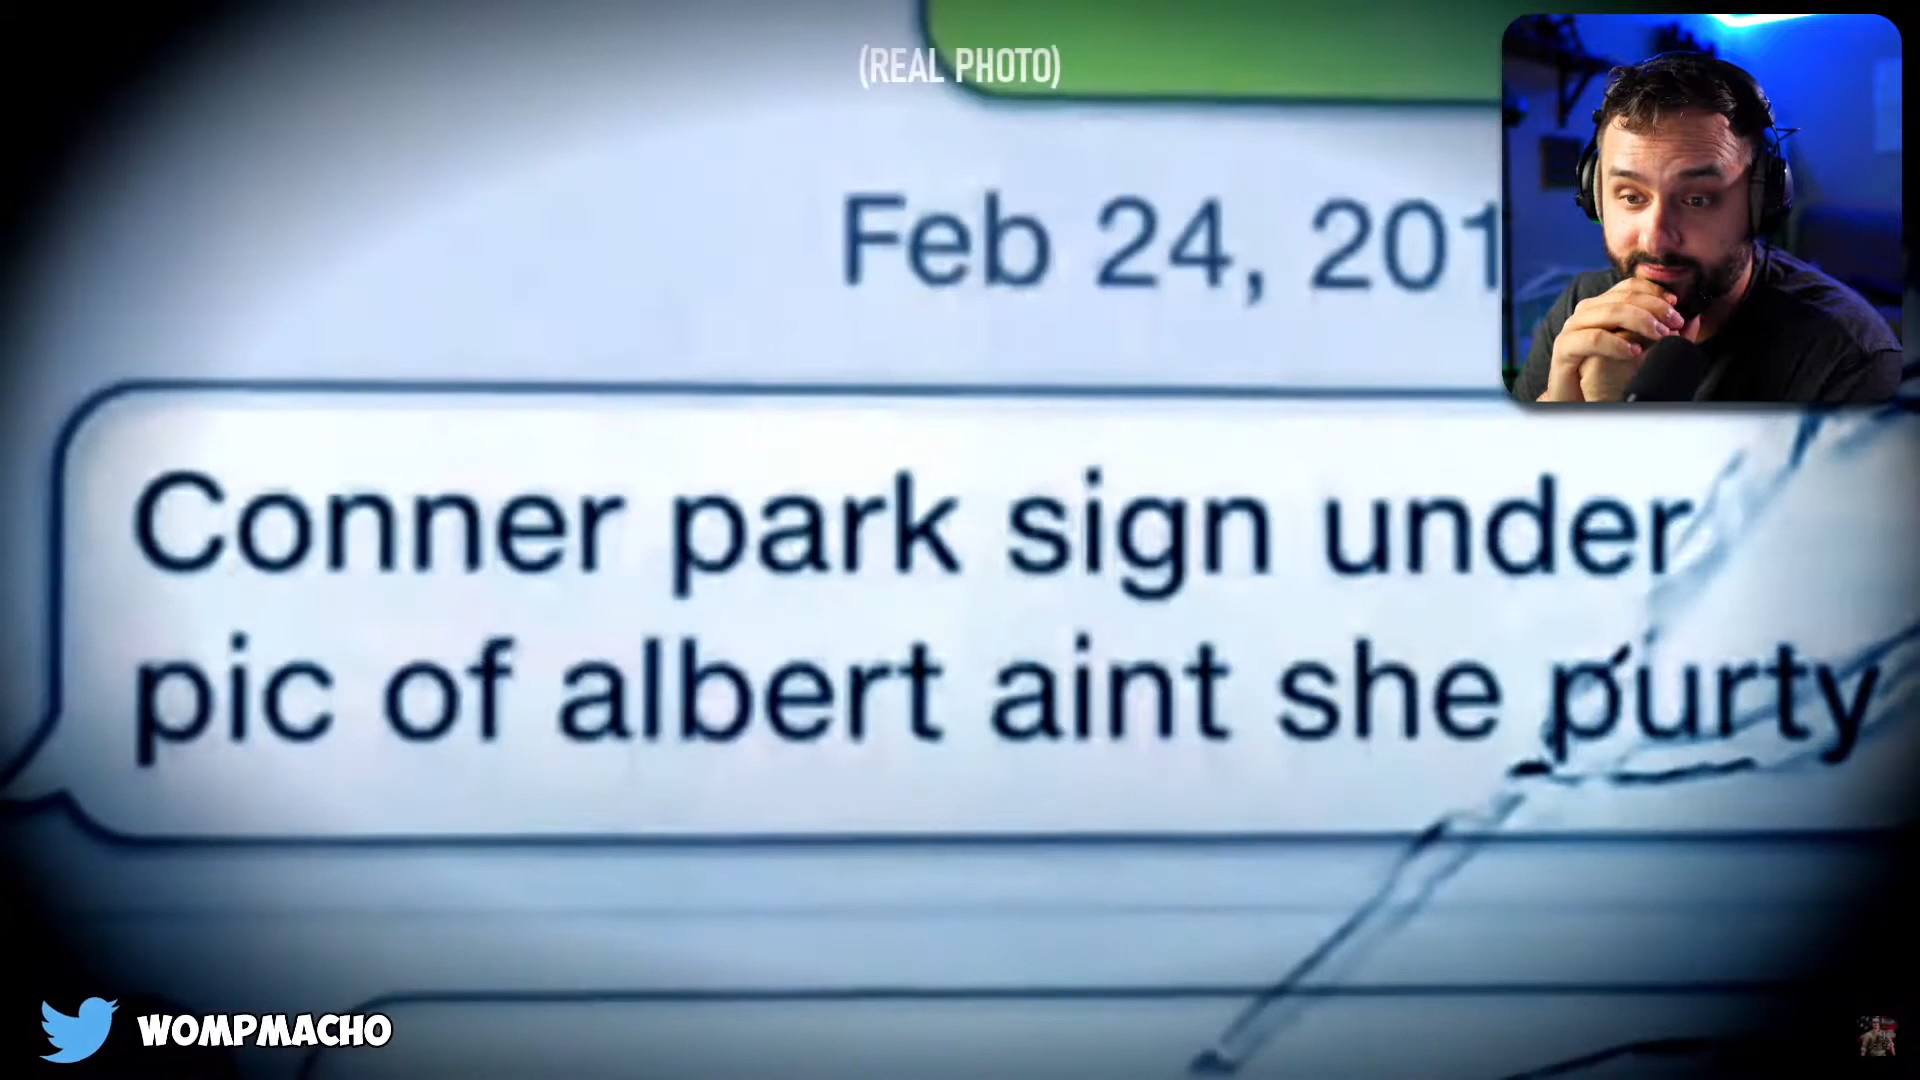 (REAL PHOTO)
Feb 24, 201
Conner park sign under
pic of albert aint she purty
WOMPMACHO